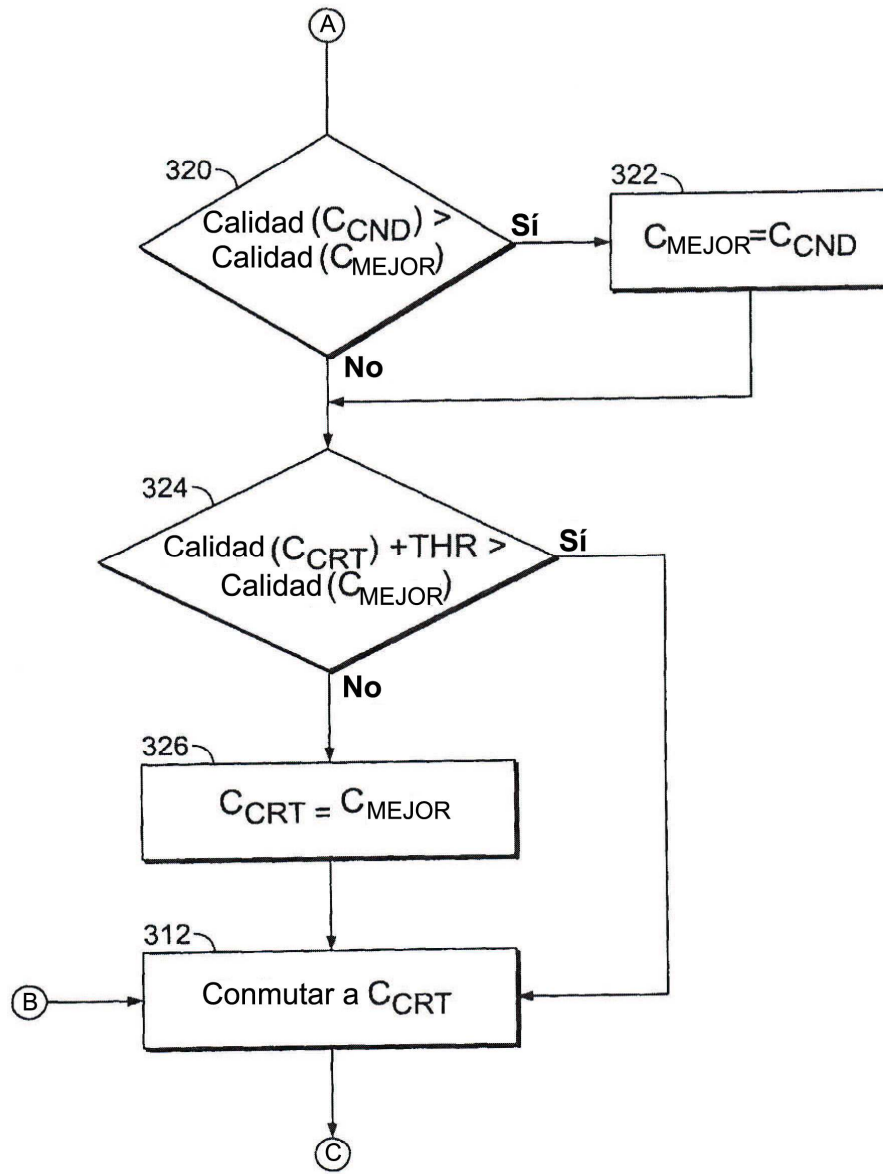 A
320
Calidad (C_CND) >
Calidad (C_MEJOR)
Sí
322
C_MEJOR=C_CND
No
324
Calidad (C_CRT) +THR >
Calidad (C_MEJOR)
Sí
No
326
C_CRT = C_MEJOR
312
B
Conmutar a C_CRT
C